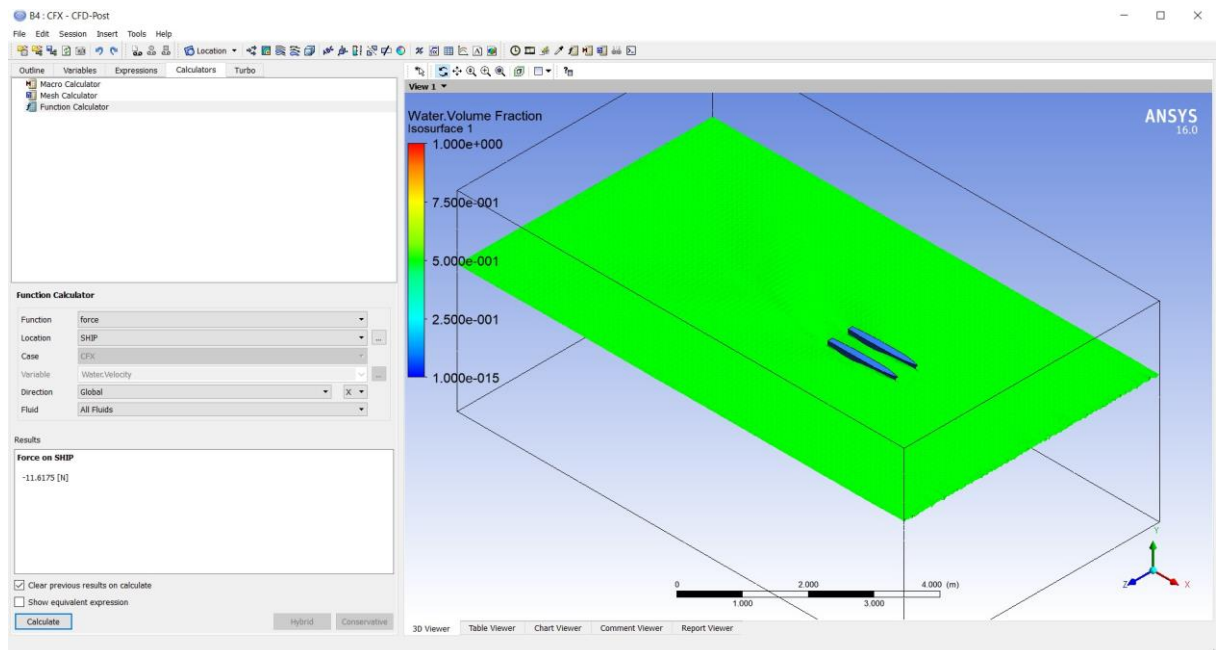 B4 : CFX - CFD-Post
File Edit Session Insert Tools Help
Location
Outline Variables Expressions Calculators Turbo
Macro Calculator
Mesh Calculator
Function Calculator
Function Calculator
Function force
Location SHIP
Case CFX
Variable Water.Velocity
Direction Global X
Fluid All Fluids
Results
Force on SHIP
-11.6175 [N]
Clear previous results on calculate
Show equivalent expression
Calculate Hybrid Conservative
View 1
Water.Volume Fraction
Isosurface 1
1.000e+000
7.500e-001
5.000e-001
2.500e-001
1.000e-015
ANSYS
16.0
0 2.000 4.000 (m)
1.000 3.000
Y
Z X
3D Viewer Table Viewer Chart Viewer Comment Viewer Report Viewer